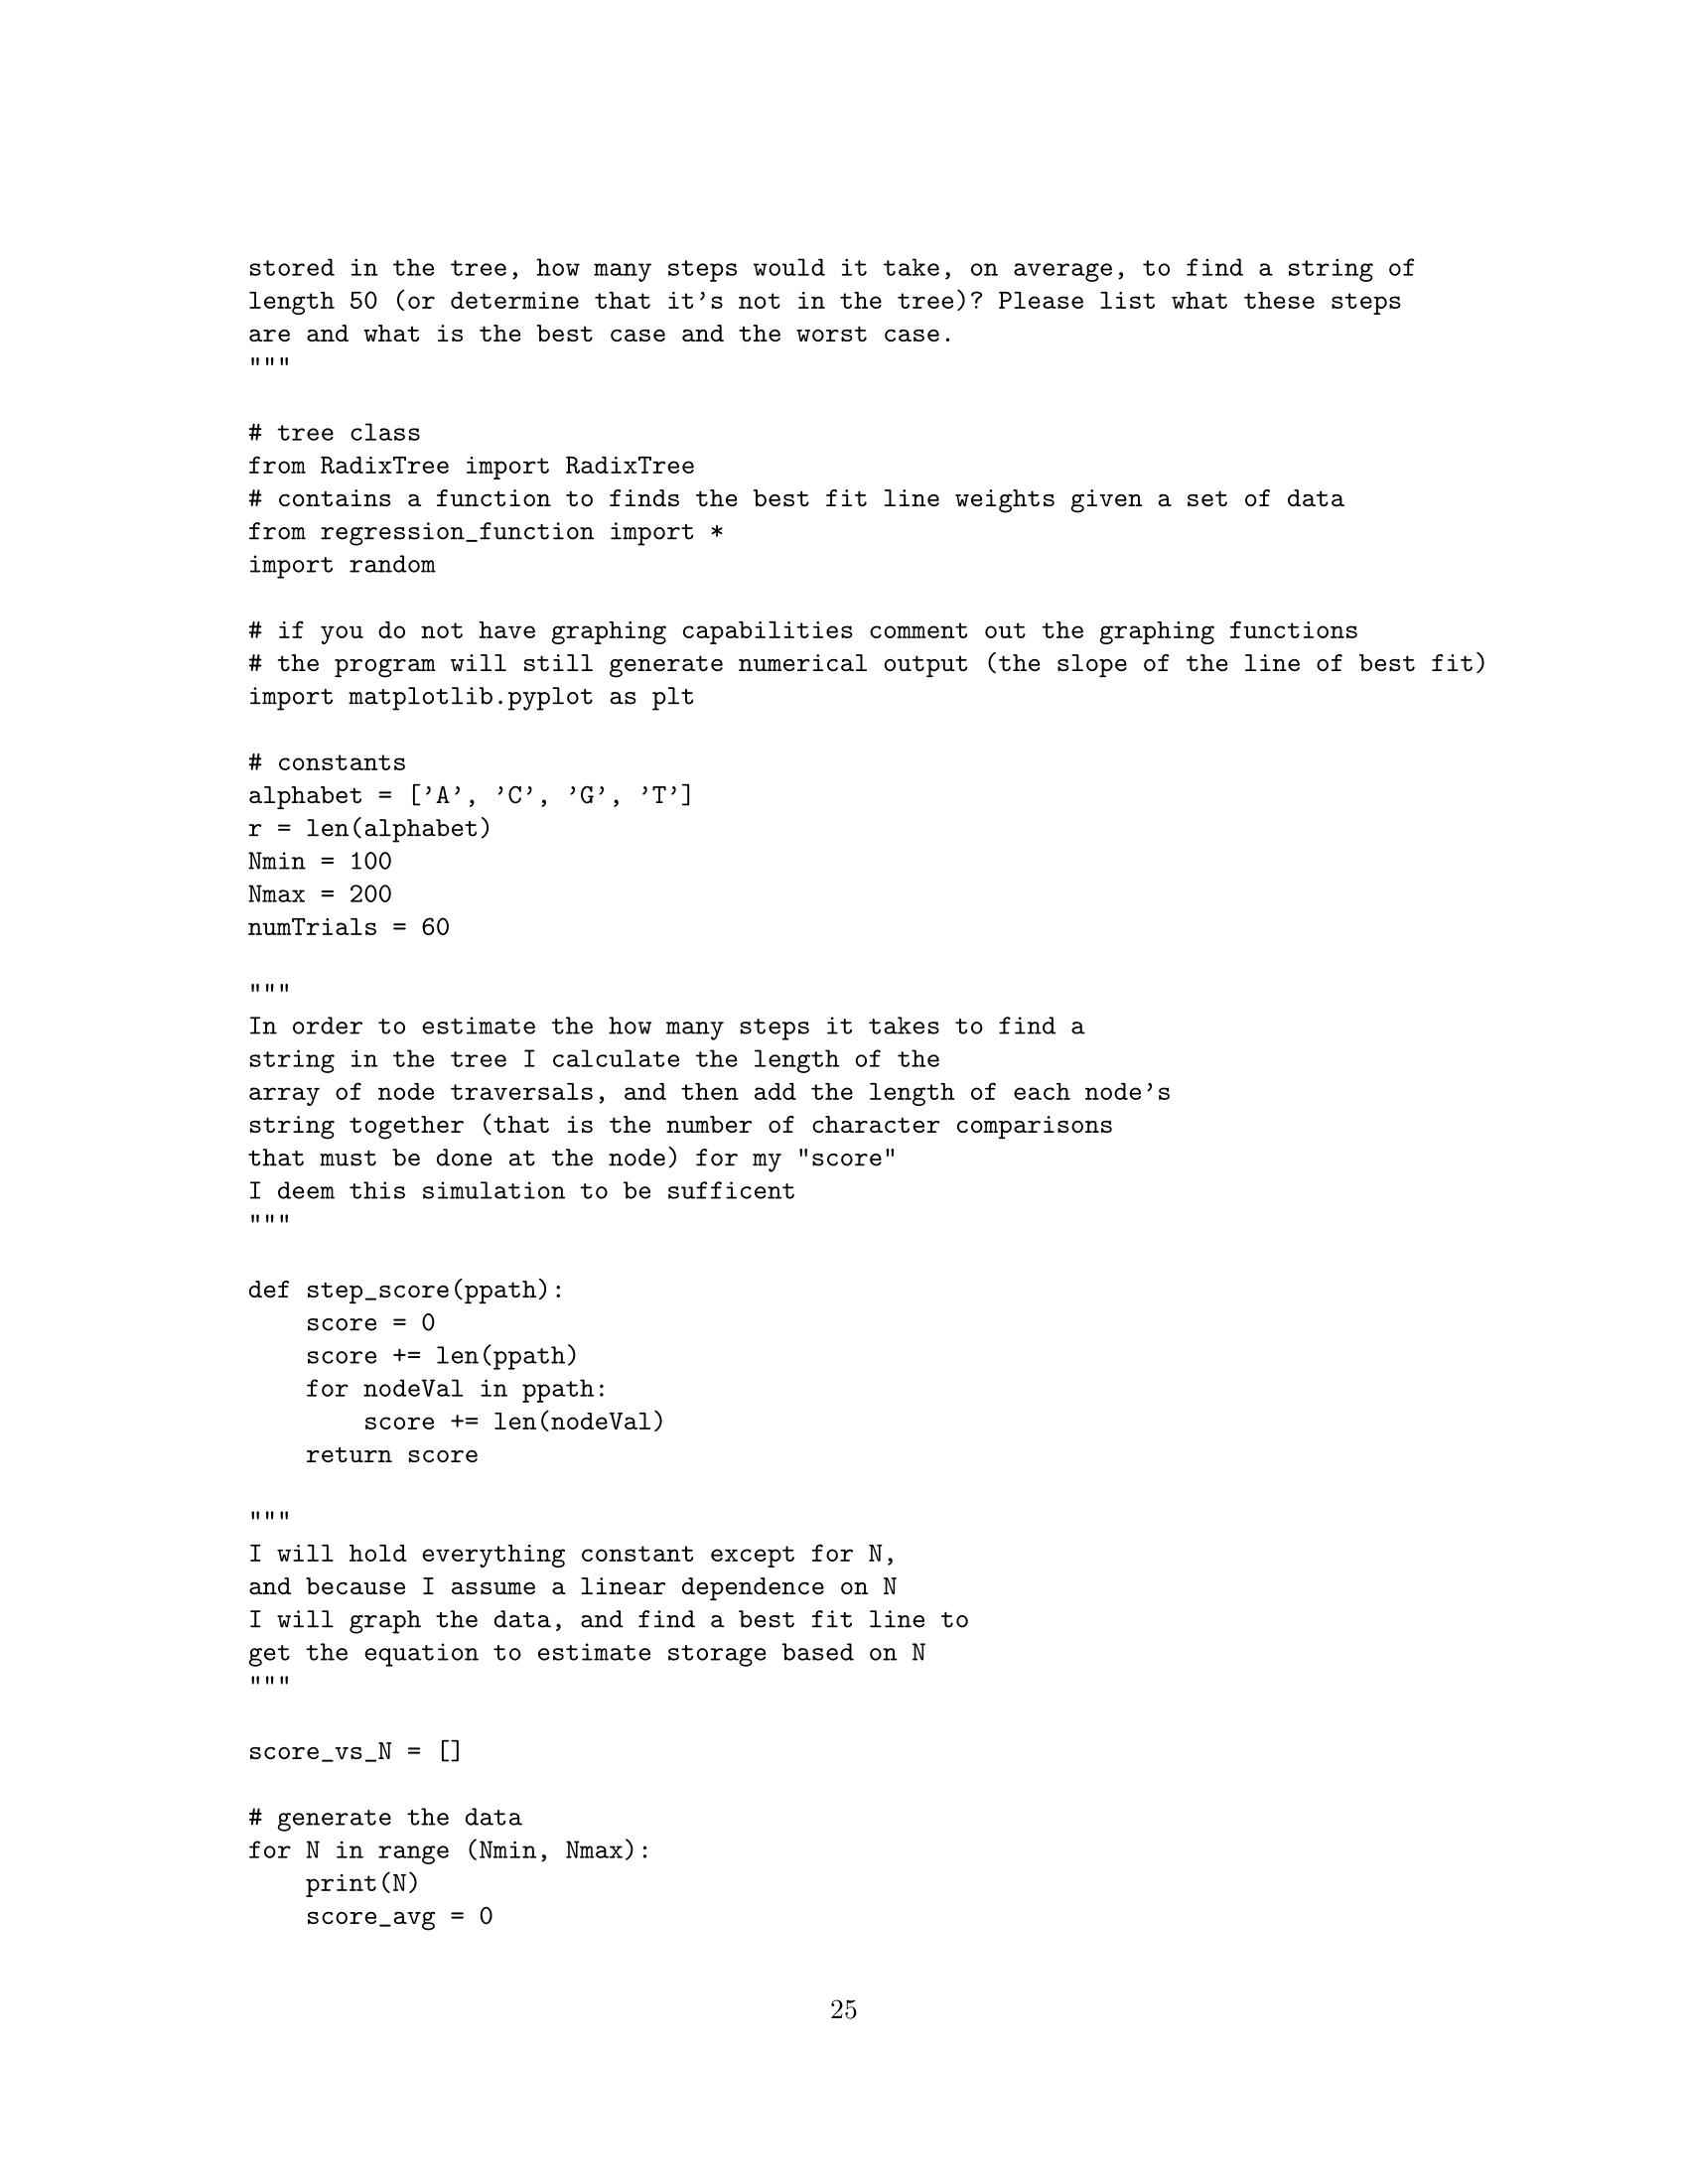 stored in the tree, how many steps would it take, on average, to find a string of
length 50 (or determine that it’s not in the tree)? Please list what these steps
are and what is the best case and the worst case.
"""
# tree class
from RadixTree import RadixTree
# contains a function to finds the best fit line weights given a set of data
from regression_function import *
import random
# if you do not have graphing capabilities comment out the graphing functions
# the program will still generate numerical output (the slope of the line of best fit)
import matplotlib.pyplot as plt
# constants
alphabet = [’A’, ’C’, ’G’, ’T’]
r = len(alphabet)
Nmin = 100
Nmax = 200
numTrials = 60
"""
In order to estimate the how many steps it takes to find a
string in the tree I calculate the length of the
array of node traversals, and then add the length of each node’s
string together (that is the number of character comparisons
that must be done at the node) for my "score"
I deem this simulation to be sufficent
"""
def step_score(ppath):
    score = 0
    score += len(ppath)
    for nodeVal in ppath:
        score += len(nodeVal)
    return score
"""
I will hold everything constant except for N,
and because I assume a linear dependence on N
I will graph the data, and find a best fit line to
get the equation to estimate storage based on N
"""
score_vs_N = []
# generate the data
for N in range (Nmin, Nmax):
    print(N)
    score_avg = 0
25